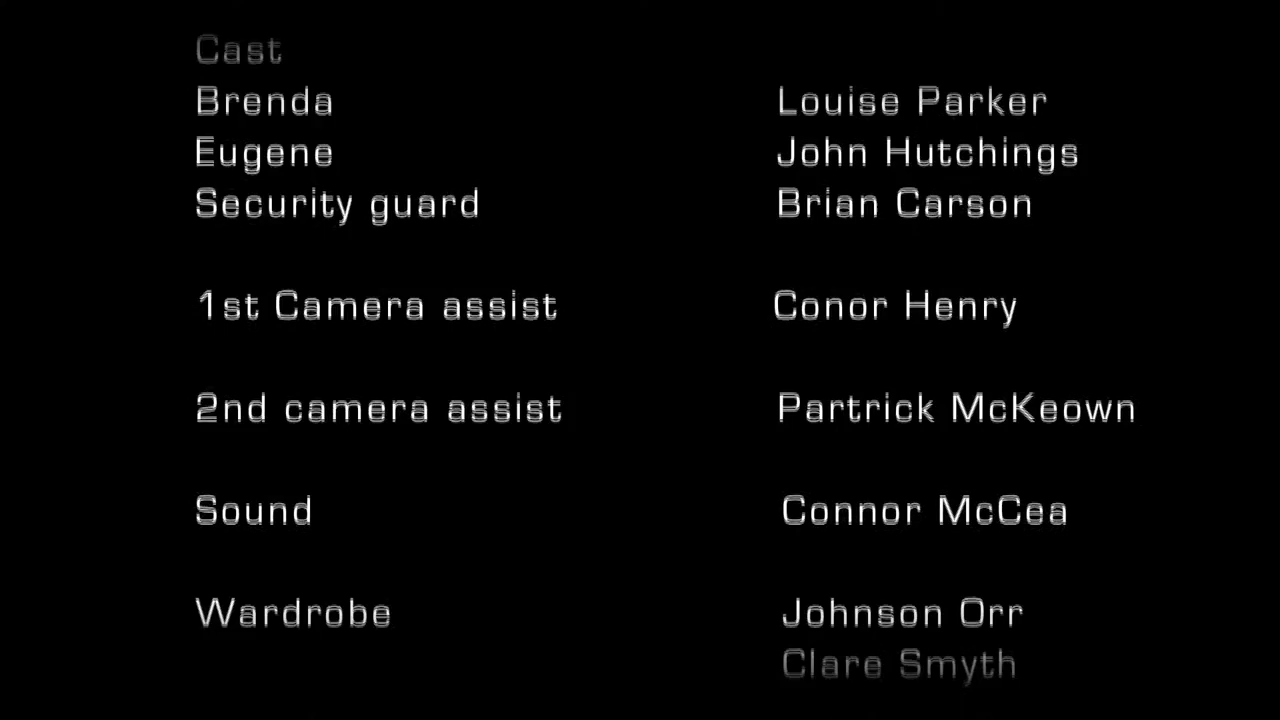 Cast
Brenda Louise Parker
Eugene John Hutchings
Security guard Brian Carson
1st Camera assist Conor Henry
2nd camera assist Partrick McKeown
Sound Connor McCea
Wardrobe Johnson Orr
Clare Smyth